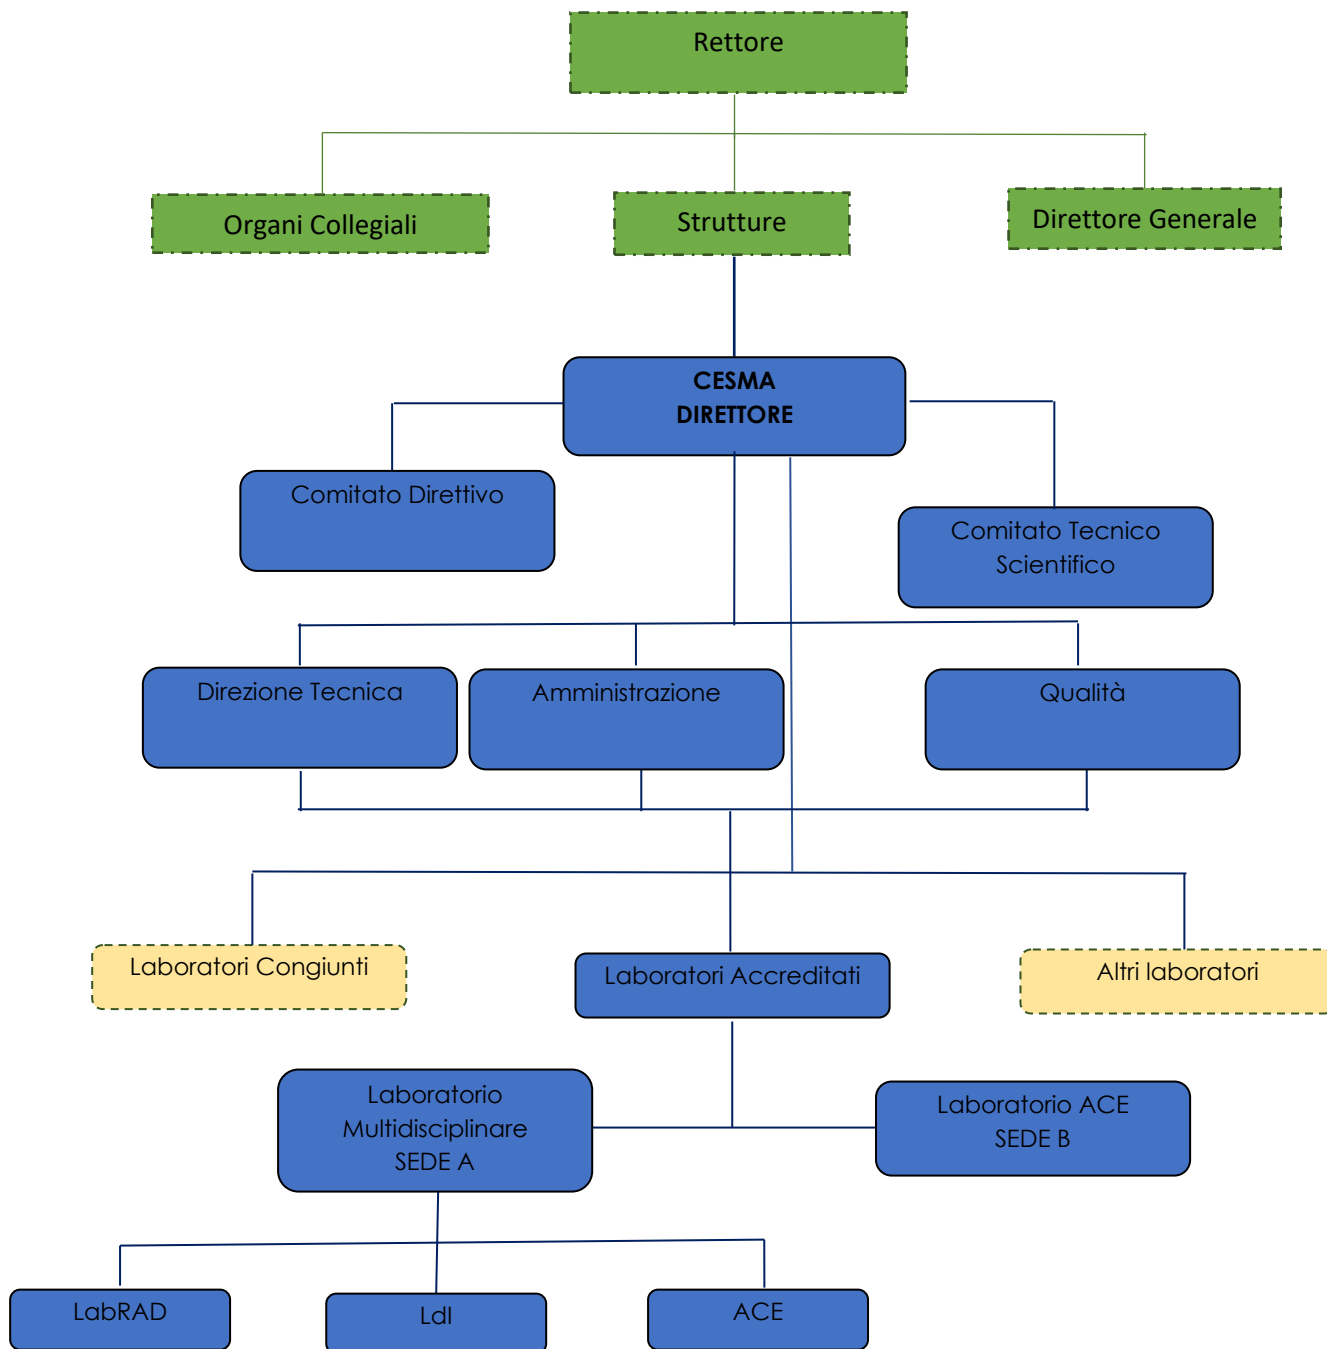 Rettore
Organi Collegiali
Strutture
Direttore Generale
CESMA
DIRETTORE
Comitato Direttivo
Comitato Tecnico
Scientifico
Direzione Tecnica
Amministrazione
Qualità
Laboratori Congiunti
Laboratori Accreditati
Altri laboratori
Laboratorio
Multidisciplinare
SEDE A
Laboratorio ACE
SEDE B
LabRAD
LdI
ACE